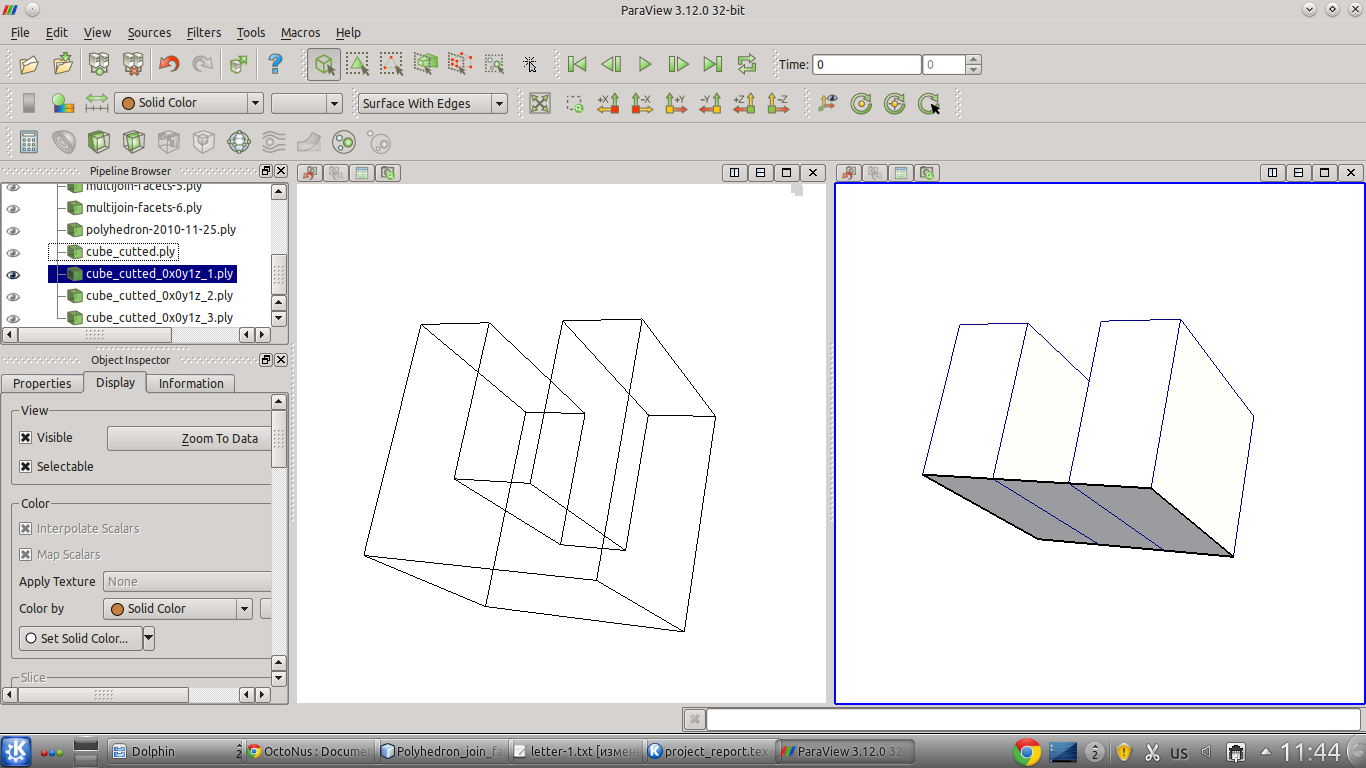 ParaView 3.12.0 32-bit
File Edit View Sources Filters Tools Macros Help
Time: 0 0
Solid Color Surface With Edges
+X -X +Y -Y +Z -Z
Pipeline Browser
multijoin-facets-5.ply
multijoin-facets-6.ply
polyhedron-2010-11-25.ply
cube_cutted.ply
cube_cutted_0x0y1z_1.ply
cube_cutted_0x0y1z_2.ply
cube_cutted_0x0y1z_3.ply
Object Inspector
Properties Display Information
View
Visible Zoom To Data
Selectable
Color
Interpolate Scalars
Map Scalars
Apply Texture None
Color by Solid Color
Set Solid Color...
Slice
Dolphin 2 OctoNus : Documen Polyhedron_join_fa letter-1.txt [измен project_report.tex ParaView 3.12.0 32- 2 us 11:44